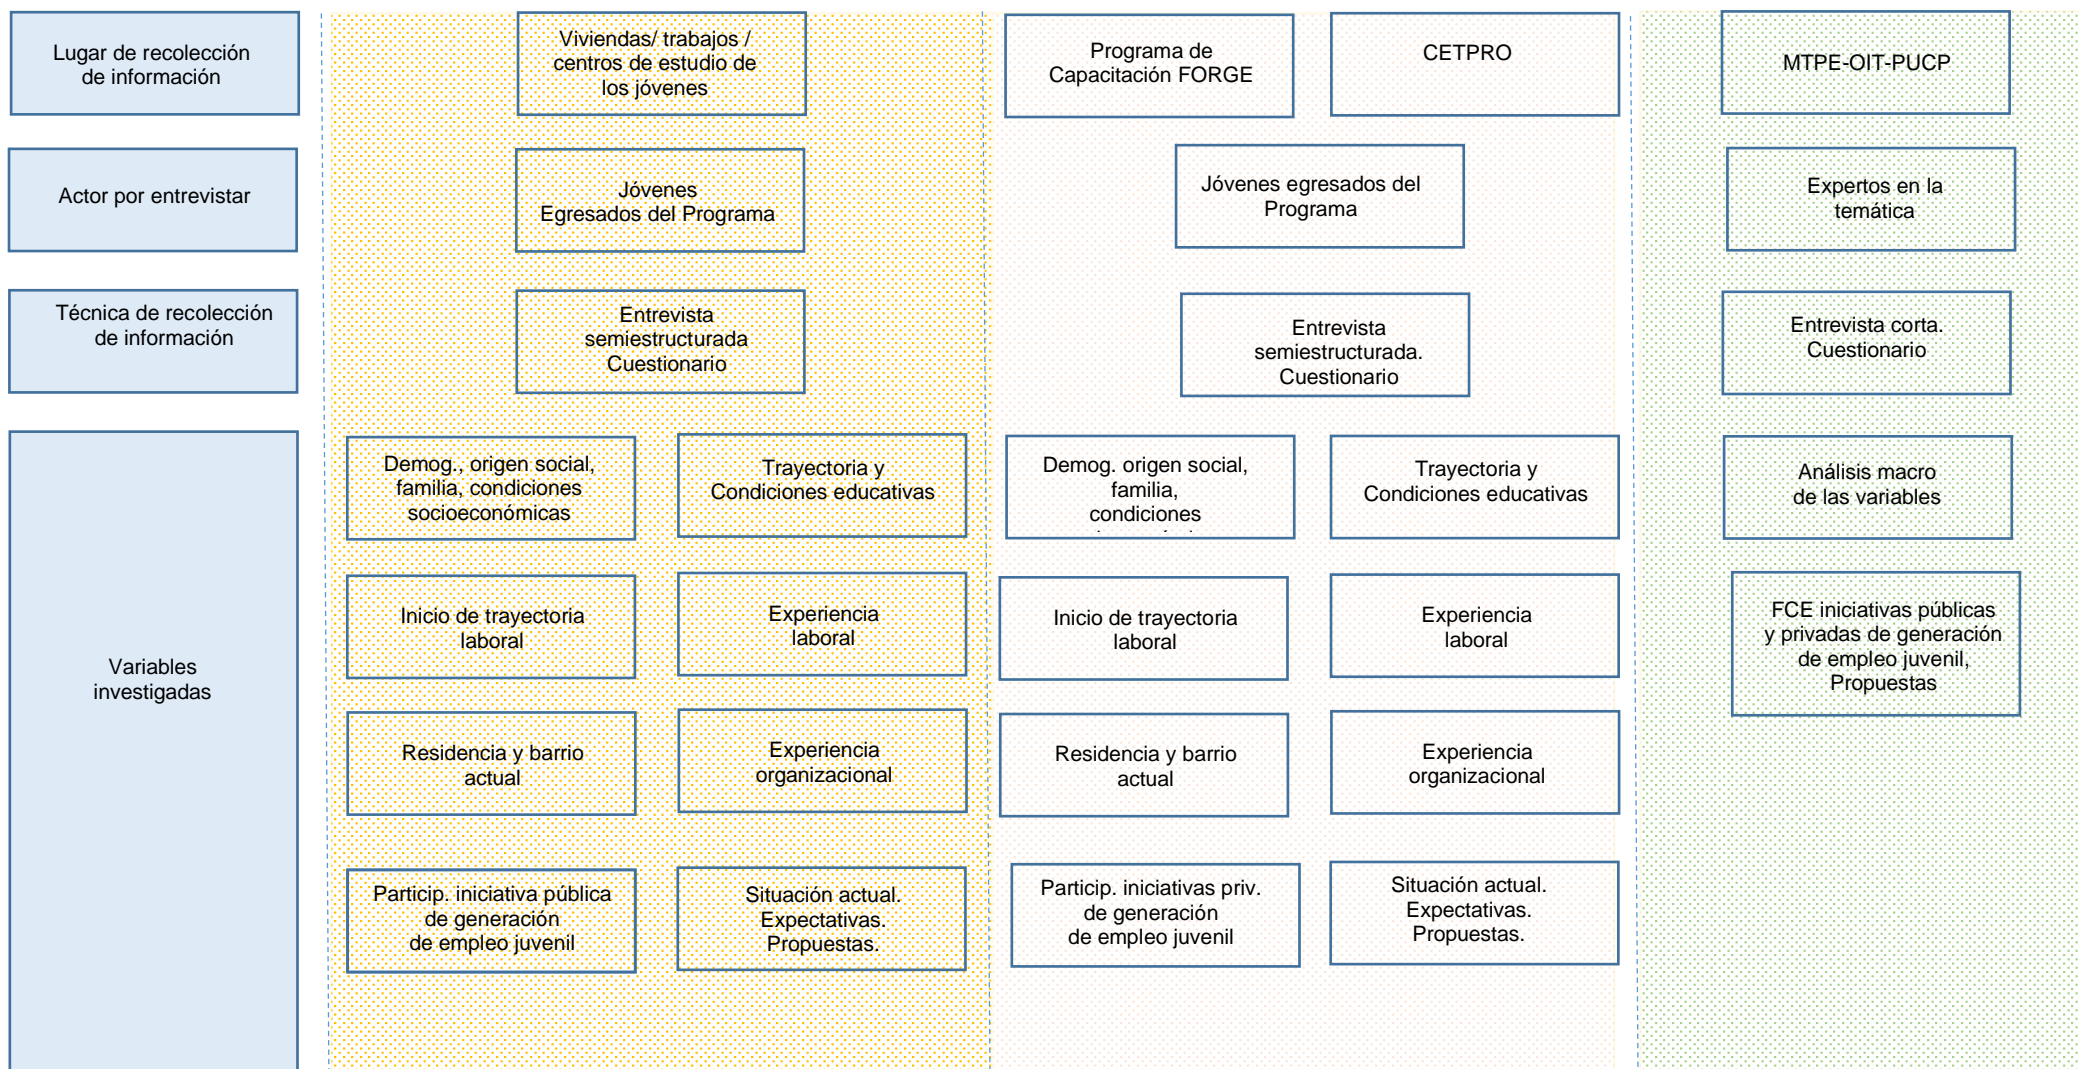 Lugar de recolección
de información
Viviendas/ trabajos /
centros de estudio de
los jóvenes
Programa de
Capacitación FORGE
CETPRO
MTPE-OIT-PUCP
Actor por entrevistar
Jóvenes
Egresados del Programa
Jóvenes egresados del
Programa
Expertos en la
temática
Técnica de recolección
de información
Entrevista
semiestructurada
Cuestionario
Entrevista
semiestructurada.
Cuestionario
Entrevista corta.
Cuestionario
Variables
investigadas
Demog., origen social,
familia, condiciones
socioeconómicas
Trayectoria y
Condiciones educativas
Demog. origen social,
familia,
condiciones
Trayectoria y
Condiciones educativas
Análisis macro
de las variables
Inicio de trayectoria
laboral
Experiencia
laboral
Inicio de trayectoria
laboral
Experiencia
laboral
FCE iniciativas públicas
y privadas de generación
de empleo juvenil,
Propuestas
Residencia y barrio
actual
Experiencia
organizacional
Residencia y barrio
actual
Experiencia
organizacional
Particip. iniciativa pública
de generación
de empleo juvenil
Situación actual.
Expectativas.
Propuestas.
Particip. iniciativas priv.
de generación
de empleo juvenil
Situación actual.
Expectativas.
Propuestas.